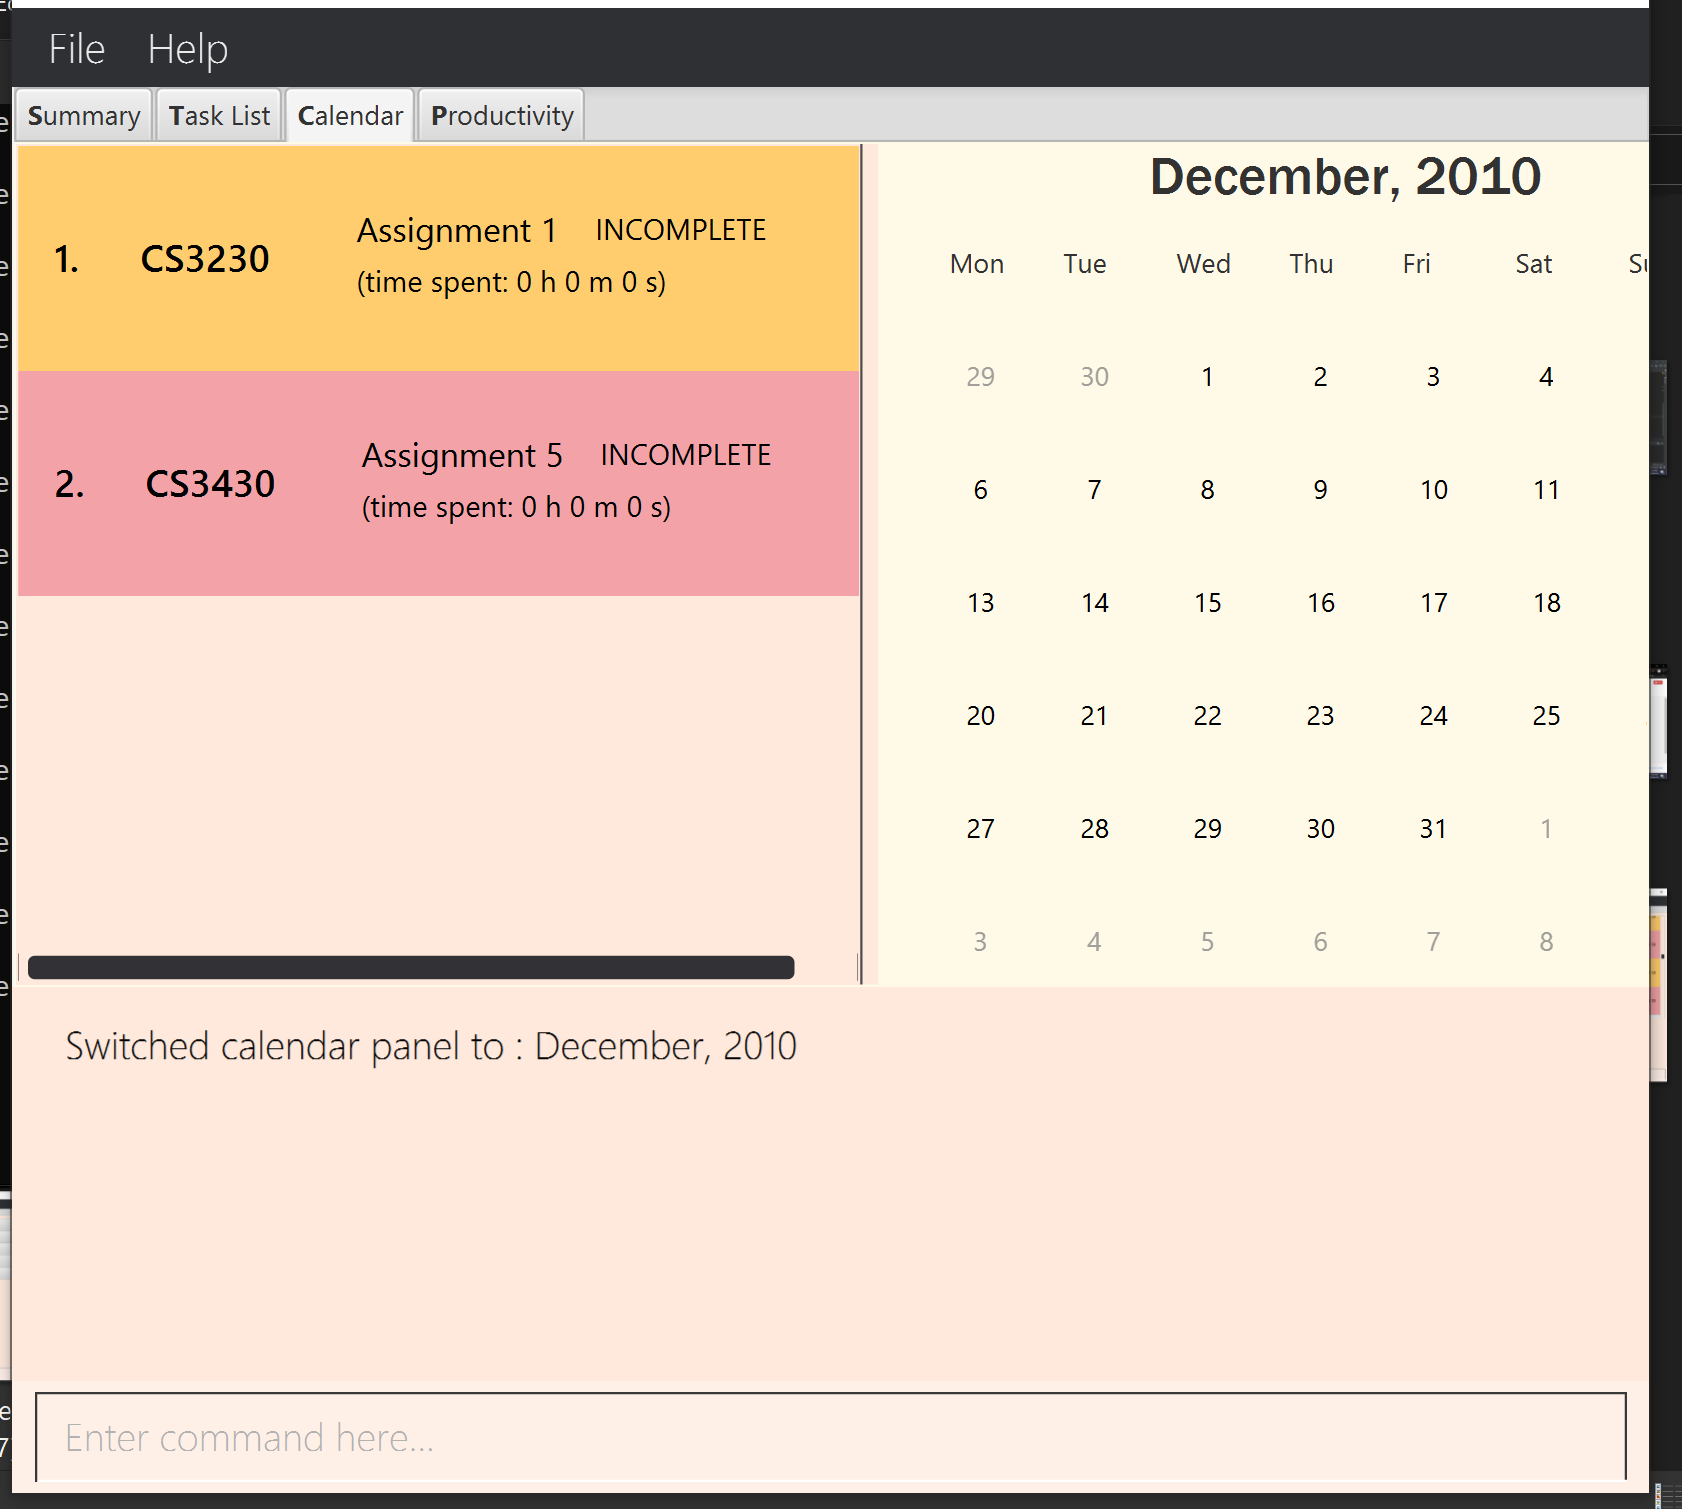 File Help
Summary Task List Calendar Productivity
1. CS3230 Assignment 1 INCOMPLETE
(time spent: 0 h 0 m 0 s)
2. CS3430 Assignment 5 INCOMPLETE
(time spent: 0 h 0 m 0 s)
December, 2010
Mon Tue Wed Thu Fri Sat
29 30 1 2 3 4
6 7 8 9 10 11
13 14 15 16 17 18
20 21 22 23 24 25
27 28 29 30 31 1
3 4 5 6 7 8
Switched calendar panel to : December, 2010
Enter command here...